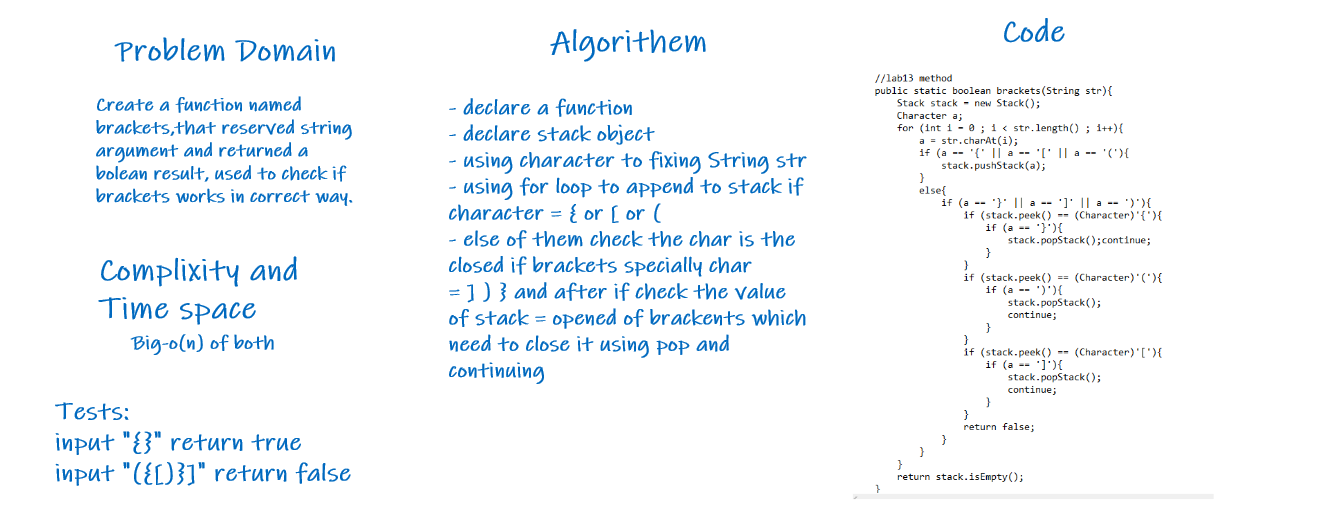 Problem Domain
Create a function named
brackets,that reserved string
argument and returned a
bolean result, used to check if
brackets works in correct way.
Complixity and
Time space
Big-o(n) of both
Tests:
input "{}" return true
input "({[)}]" return false
Algorithem
- declare a function
- declare stack object
- using character to fixing String str
- using for loop to append to stack if
character = { or [ or (
- else of them check the char is the
closed if brackets specially char
= ] ) } and after if check the value
of stack = opened of brackents which
need to close it using pop and
continuing
Code
//lab13 method
public static boolean brackets(String str){
    Stack stack = new Stack();
    Character a;
    for (int i = 0 ; i < str.length() ; i++){
        a = str.charAt(i);
        if (a == '{' || a == '[' || a == '('){
            stack.pushStack(a);
        }
        else{
            if (a == '}' || a == ']' || a == ')'){
                if (stack.peek() == (Character)'{'){
                    if (a == '}'){
                        stack.popStack();continue;
                    }
                }
                if (stack.peek() == (Character)'('){
                    if (a == ')'){
                        stack.popStack();
                        continue;
                    }
                }
                if (stack.peek() == (Character)'['){
                    if (a == ']'){
                        stack.popStack();
                        continue;
                    }
                }
                return false;
            }
        }
    }
    return stack.isEmpty();
}